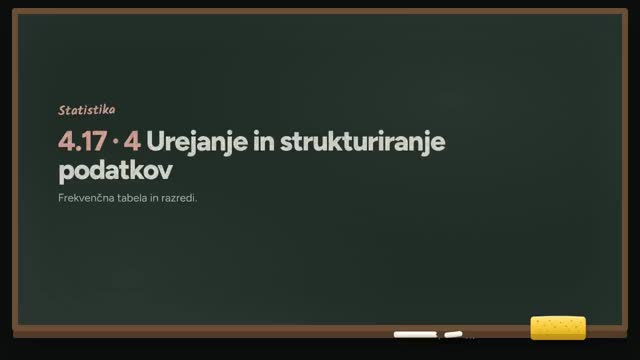 Statistika
4.17 · 4 Urejanje in strukturiranje
podatkov
Frekvenčna tabela in razredi.